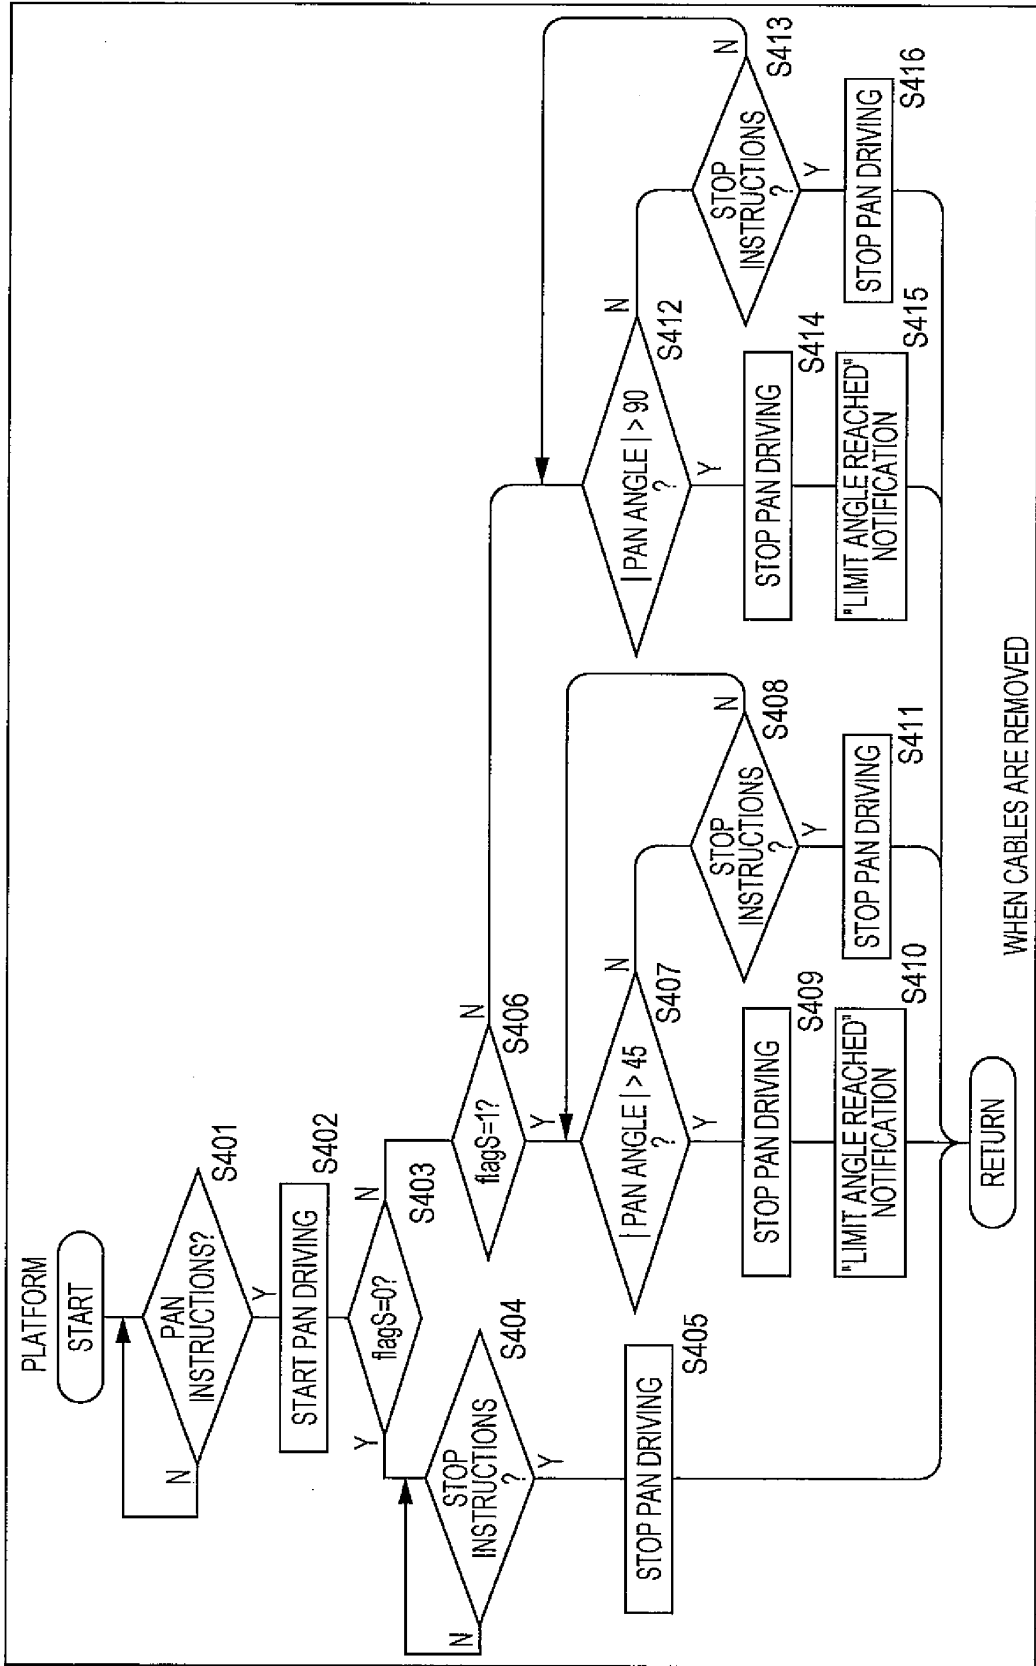 PLATFORM
START
PAN
INSTRUCTIONS?
S401
N
Y
START PAN DRIVING
S402
flagS=0?
S403
Y
N
STOP
INSTRUCTIONS
?
S404
N
Y
STOP PAN DRIVING
S405
flagS=1?
S406
Y
N
| PAN ANGLE | > 45
?
S407
N
Y
STOP
INSTRUCTIONS
?
S408
N
Y
STOP PAN DRIVING
S409
"LIMIT ANGLE REACHED"
NOTIFICATION
S410
STOP PAN DRIVING
S411
| PAN ANGLE | > 90
?
S412
N
Y
STOP
INSTRUCTIONS
?
S413
N
Y
STOP PAN DRIVING
S414
"LIMIT ANGLE REACHED"
NOTIFICATION
S415
STOP PAN DRIVING
S416
RETURN
WHEN CABLES ARE REMOVED